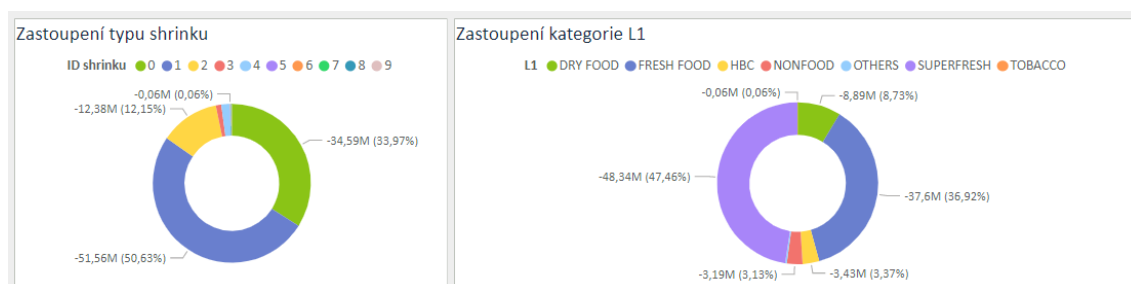 Zastoupení typu shrinku
ID shrinku 0 1 2 3 4 5 6 7 8 9
-0,06M (0,06%)
-12,38M (12,15%)
-34,59M (33,97%)
-51,56M (50,63%)
Zastoupení kategorie L1
L1 DRY FOOD FRESH FOOD HBC NONFOOD OTHERS SUPERFRESH TOBACCO
-0,06M (0,06%)
-8,89M (8,73%)
-48,34M (47,46%)
-37,6M (36,92%)
-3,19M (3,13%)
-3,43M (3,37%)